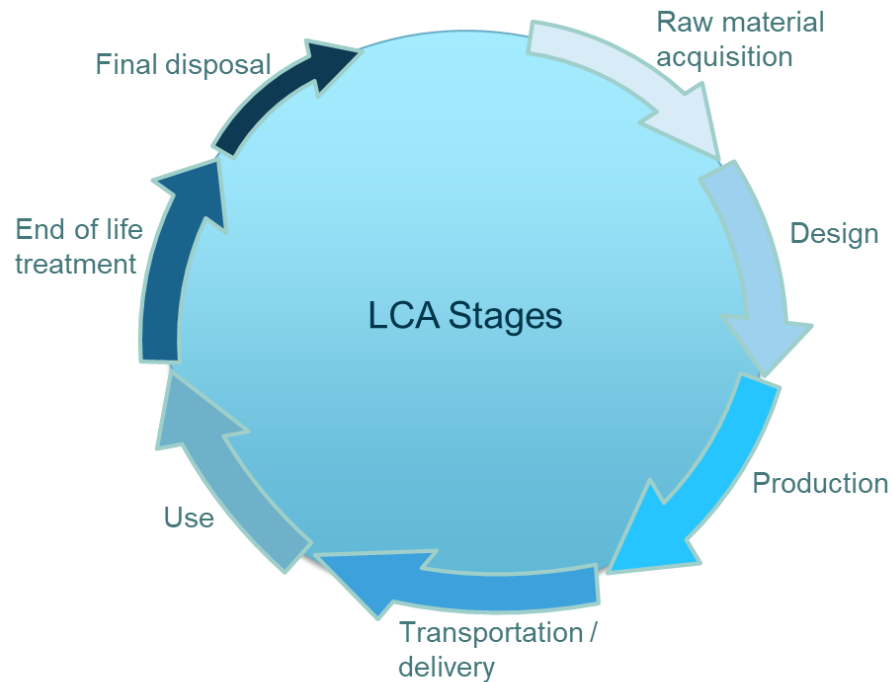 Raw material
acquisition
Final disposal
Design
End of life
treatment
LCA Stages
Production
Use
Transportation /
delivery